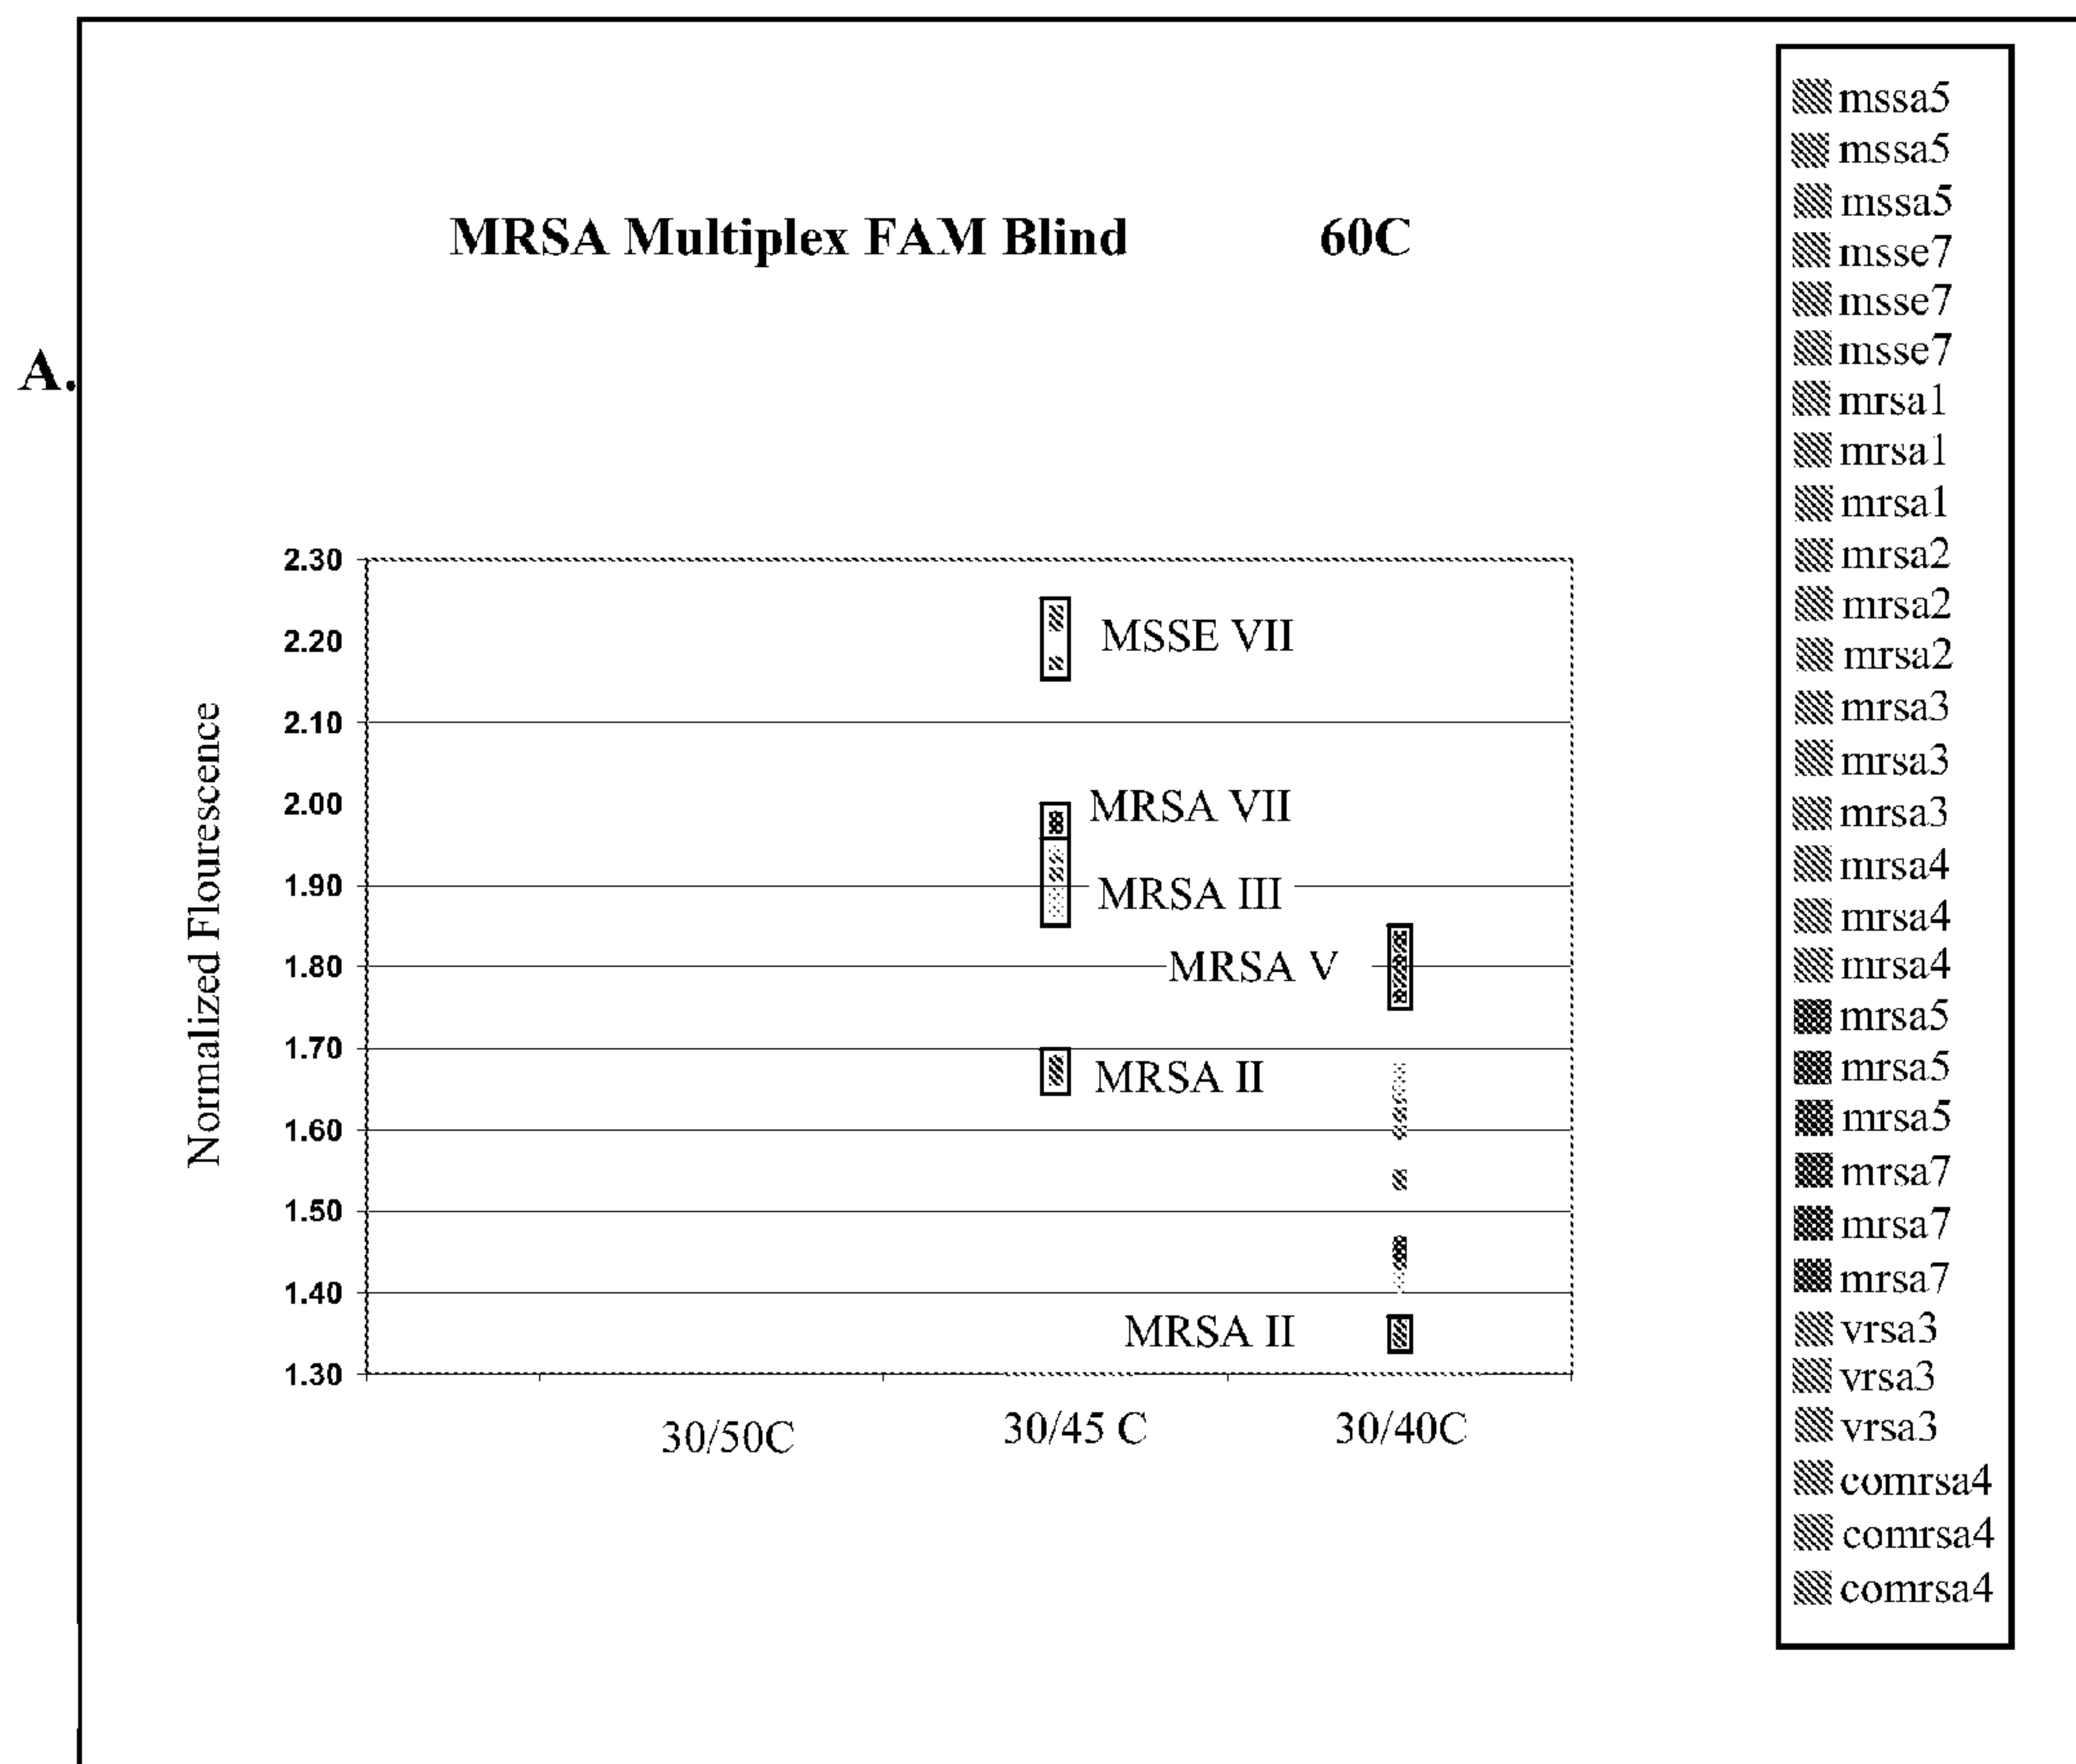 A.
MRSA Multiplex FAM Blind 60C
Normalized Flourescence
2.30
2.20
2.10
2.00
1.90
1.80
1.70
1.60
1.50
1.40
1.30
MSSE VII
MRSA VII
MRSA III
MRSA V
MRSA II
MRSA II
30/50C
30/45 C
30/40C
mssa5
mssa5
mssa5
msse7
msse7
msse7
mrsa1
mrsa1
mrsa1
mrsa2
mrsa2
mrsa2
mrsa3
mrsa3
mrsa3
mrsa4
mrsa4
mrsa4
mrsa5
mrsa5
mrsa5
mrsa7
mrsa7
mrsa7
vrsa3
vrsa3
vrsa3
comrsa4
comrsa4
comrsa4